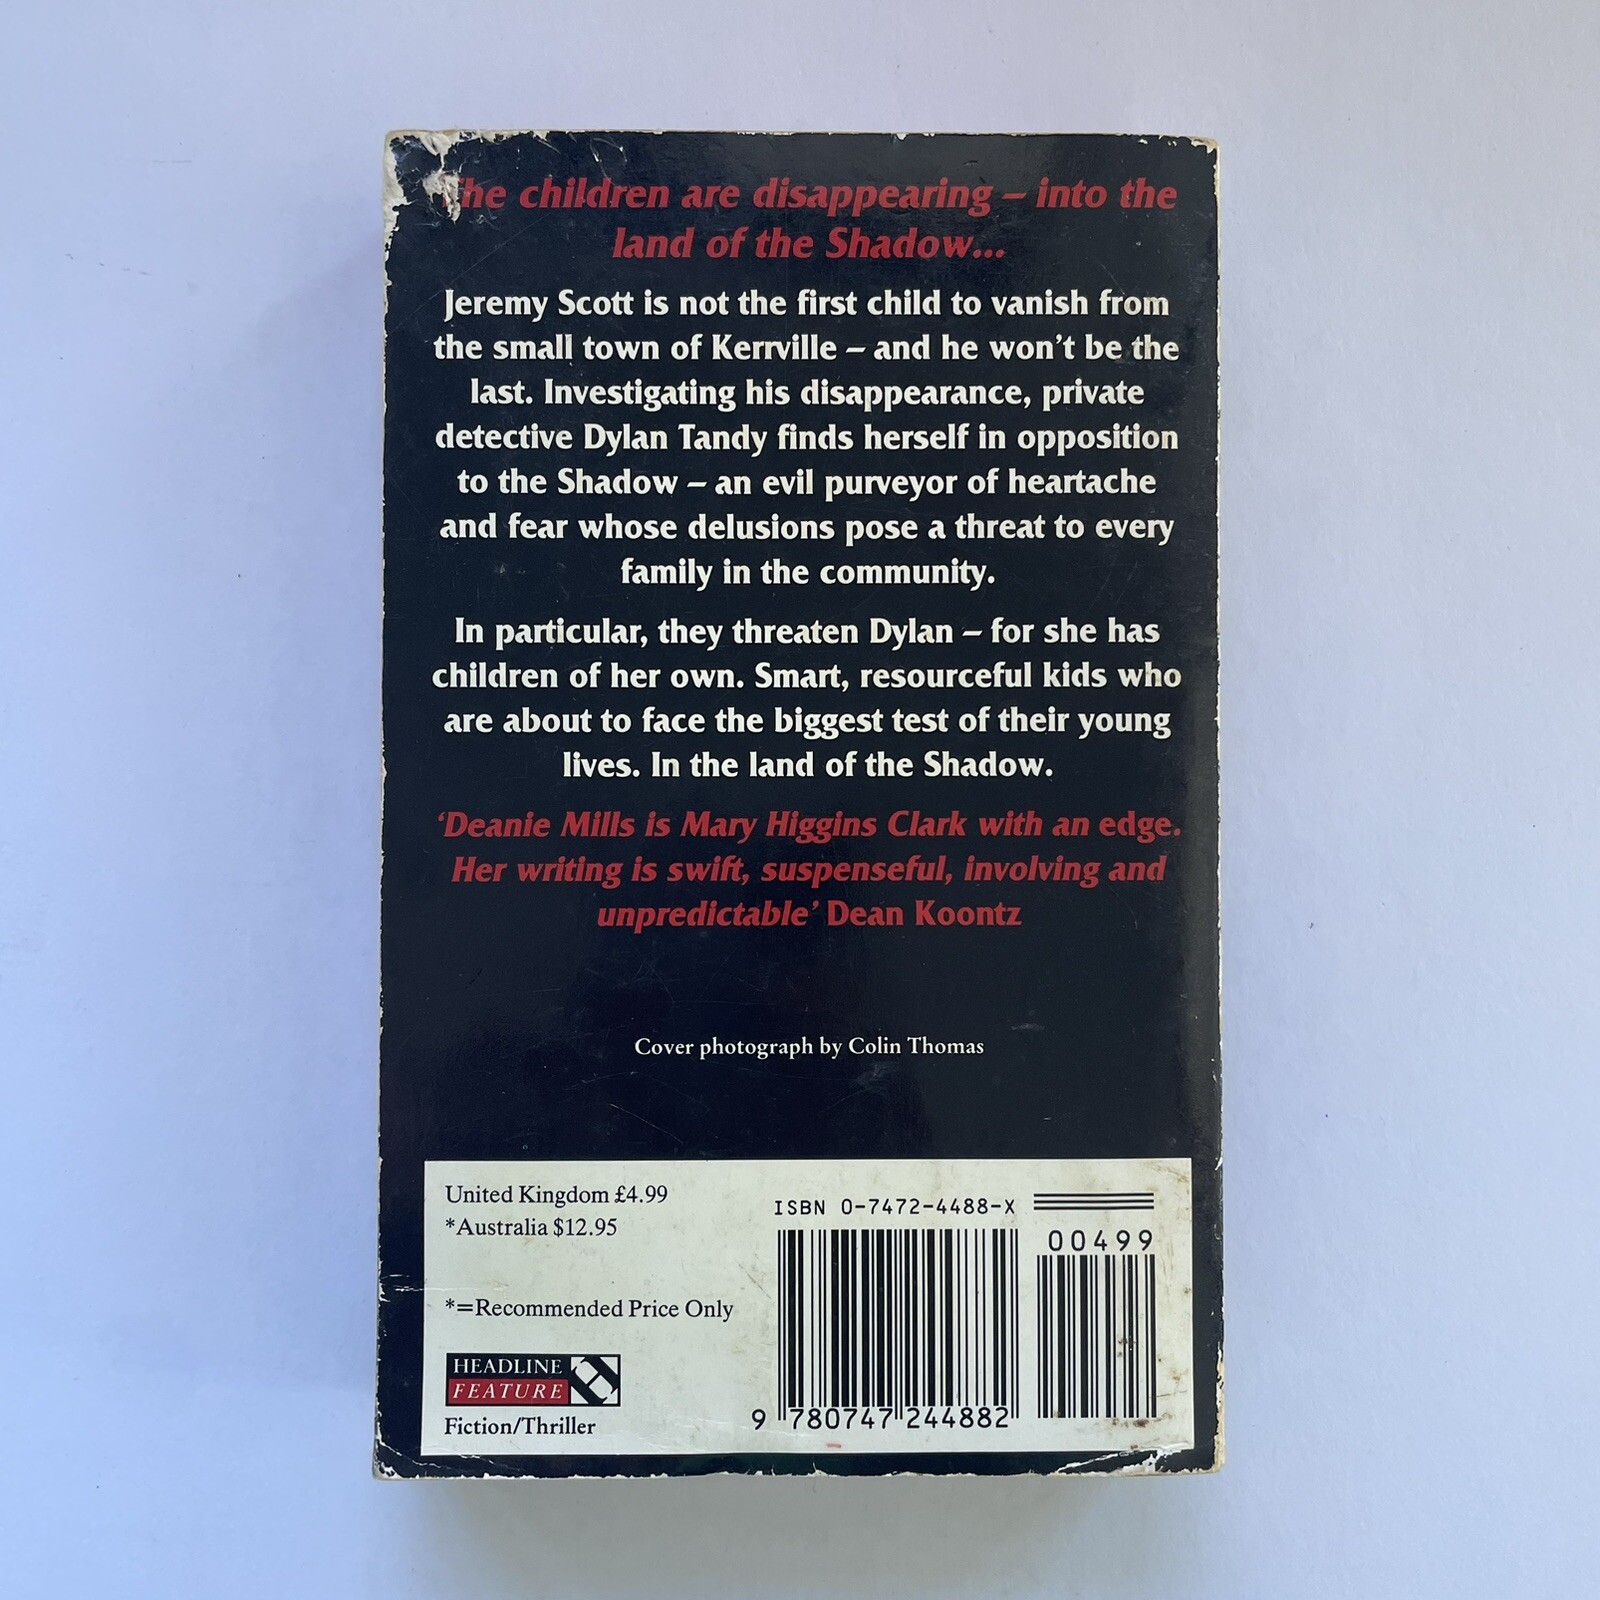 The children are disappearing – into the
land of the Shadow...
Jeremy Scott is not the first child to vanish from
the small town of Kerrville – and he won't be the
last. Investigating his disappearance, private
detective Dylan Tandy finds herself in opposition
to the Shadow – an evil purveyor of heartache
and fear whose delusions pose a threat to every
family in the community.
In particular, they threaten Dylan – for she has
children of her own. Smart, resourceful kids who
are about to face the biggest test of their young
lives. In the land of the Shadow.
'Deanie Mills is Mary Higgins Clark with an edge.
Her writing is swift, suspenseful, involving and
unpredictable' Dean Koontz
Cover photograph by Colin Thomas
United Kingdom £4.99
*Australia $12.95
*=Recommended Price Only
HEADLINE
FEATURE
Fiction/Thriller
ISBN 0-7472-4488-X
00499
9 780747 244882